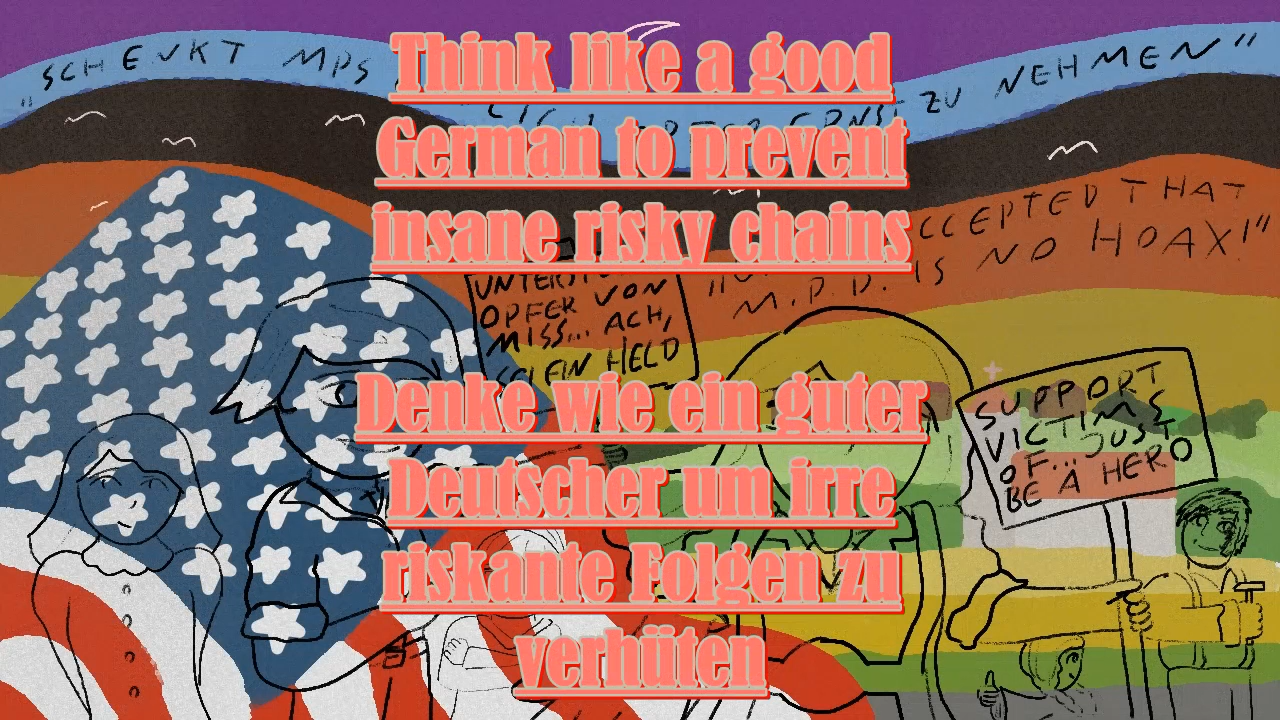 Think like a good
German to prevent
insane risky chains
Denke wie ein guter
Deutscher um irre
riskante Folgen zu
verhüten
„SCHENKT MPS
ZU NEHMEN"
CCEPTED THAT
M.P.D. IS NO HOAX!"
OPFER VON
MISS... ACH,
SEI EIN HELD
SUPPORT
VICTIMS
OF...JUST
BE A HERO